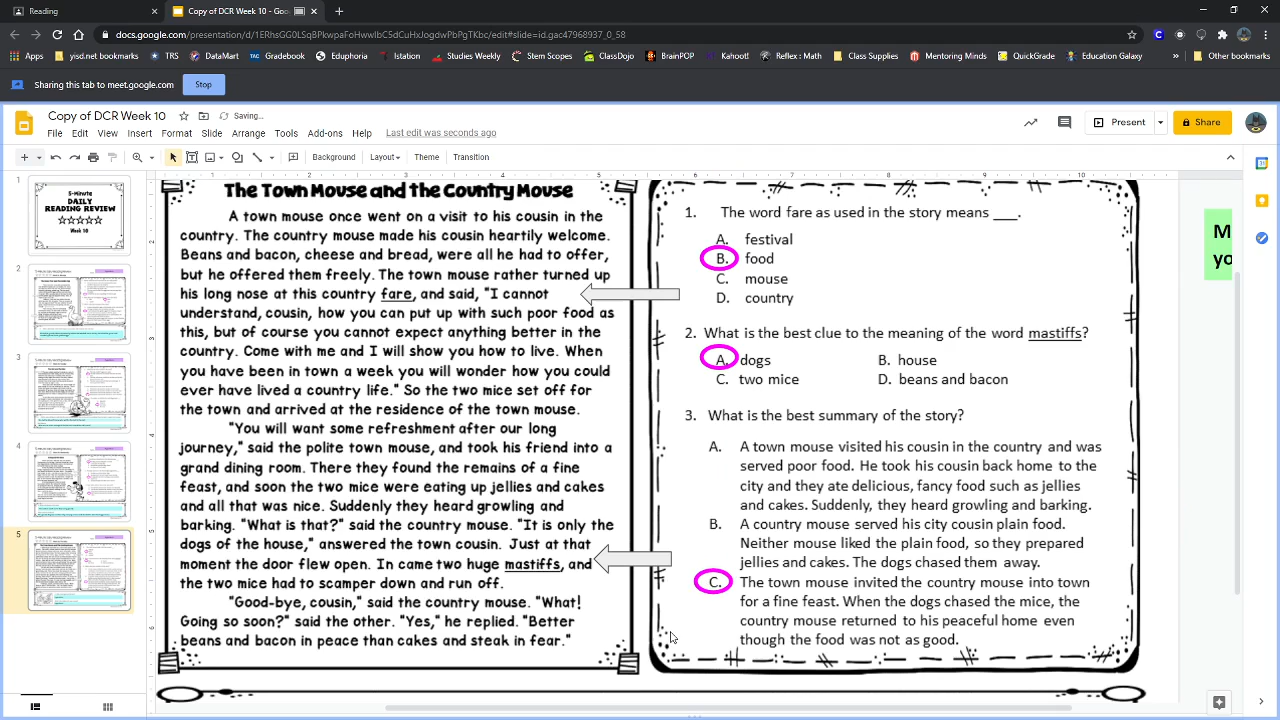 Reading
Copy of DCR Week 10 - Goo
docs.google.com/presentation/d/1ERhsGG0LSqBPkwpaFoHwwlbC5dCuHxJogdwPbPgTKbc/edit#slide=id.gac47968937_0_58
Apps
yisd.net bookmarks
TRS
DataMart
Gradebook
Euphoria
Istation
Studies Weekly
Stem Scopes
ClassDojo
BrainPOP
Kahoot!
Reflex: Math
Class Supplies
Mentoring Minds
QuickGrade
Education Galaxy
Other bookmarks
Sharing this tab to meet.google.com
Stop
Copy of DCR Week 10
Saving...
File Edit View Insert Format Slide Arrange Tools Add-ons Help Last edit was seconds ago
Present
Share
Background Layout Theme Transition
1
5-Minute
DAILY
READING REVIEW
Week 10
2
3
4
5
The Town Mouse and the Country Mouse
A town mouse once went on a visit to his cousin in the
country. The country mouse made his cousin heartily welcome.
Beans and bacon, cheese and bread, were all he had to offer,
but he offered them freely. The town mouse rather turned up
his long nose at this country fare, and said, "I cannot
understand, cousin, how you can put up with such poor food as
this, but of course you cannot expect anything better in the
country. Come with me and I will show you how to live. When
you have been in town a week you will wonder how you could
ever have lived a country life." So the two mice set off for
the town and arrived at the residence of the town mouse.
"You will want some refreshment after our long
journey," said the polite town mouse, and took his friend into a
grand dining room. There they found the remains of a fine
feast, and soon the two mice were eating up jellies and cakes
and all that was nice. Suddenly they heard growling and
barking. "What is that?" said the country mouse. "It is only the
dogs of the house," answered the town cousin. Just at that
moment the door flew open. In came two huge mastiffs, and
the two mice had to scamper down and run off.
"Good-bye, cousin," said the country mouse. "What!
Going so soon?" said the other. "Yes," he replied. "Better
beans and bacon in peace than cakes and steak in fear."
1. The word fare as used in the story means ___.
A. festival
B. food
C. mouse
D. country
2. What is the best clue to the meaning of the word mastiffs?
A. dogs B. house
C. two mice D. beans and bacon
3. What is the best summary of the story?
A. A town mouse visited his cousin in the country and was
served poor food. He took his cousin back home to the
city and they ate delicious, fancy food such as jellies
and cakes. Suddenly, they heard growling and barking.
B. A country mouse served his city cousin plain food.
Neither mouse liked the plain food, so they prepared
jellies and cakes. The dogs chased them away.
C. The town mouse invited the country mouse into town
for a fine feast. When the dogs chased the mice, the
country mouse returned to his peaceful home even
though the food was not as good.
M
yo